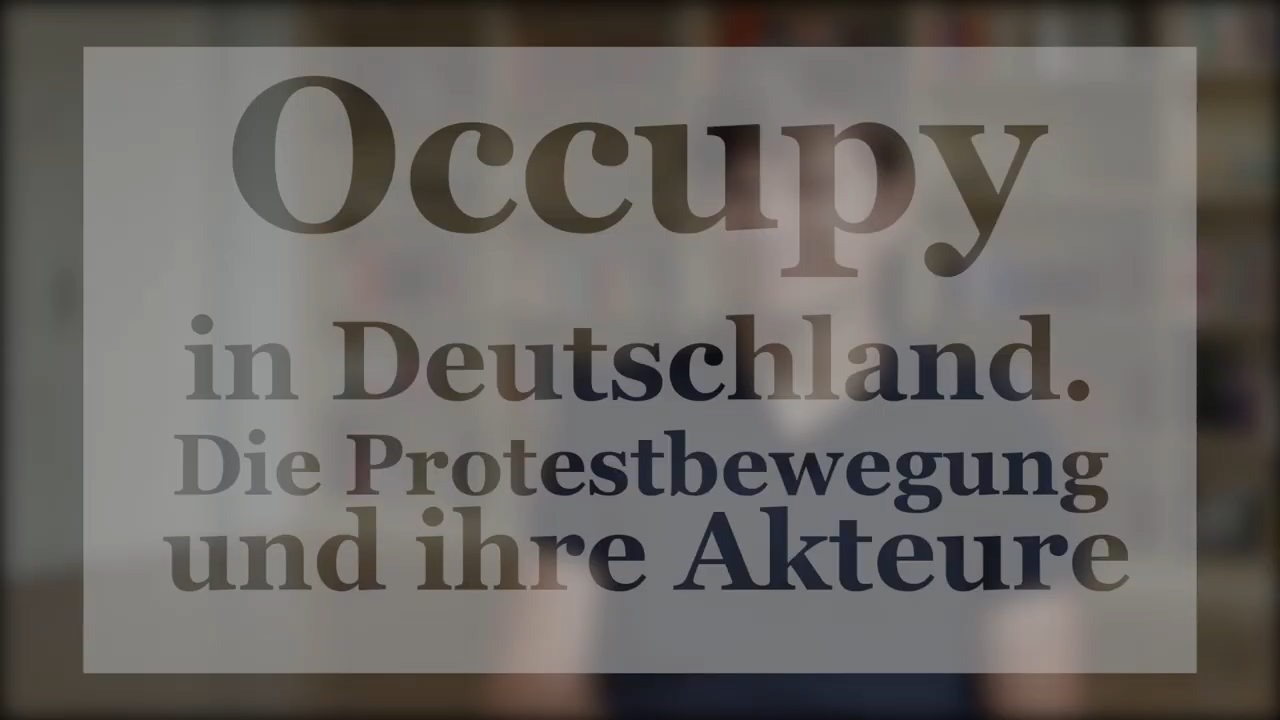 Occupy
in Deutschland.
Die Protestbewegung
und ihre Akteure